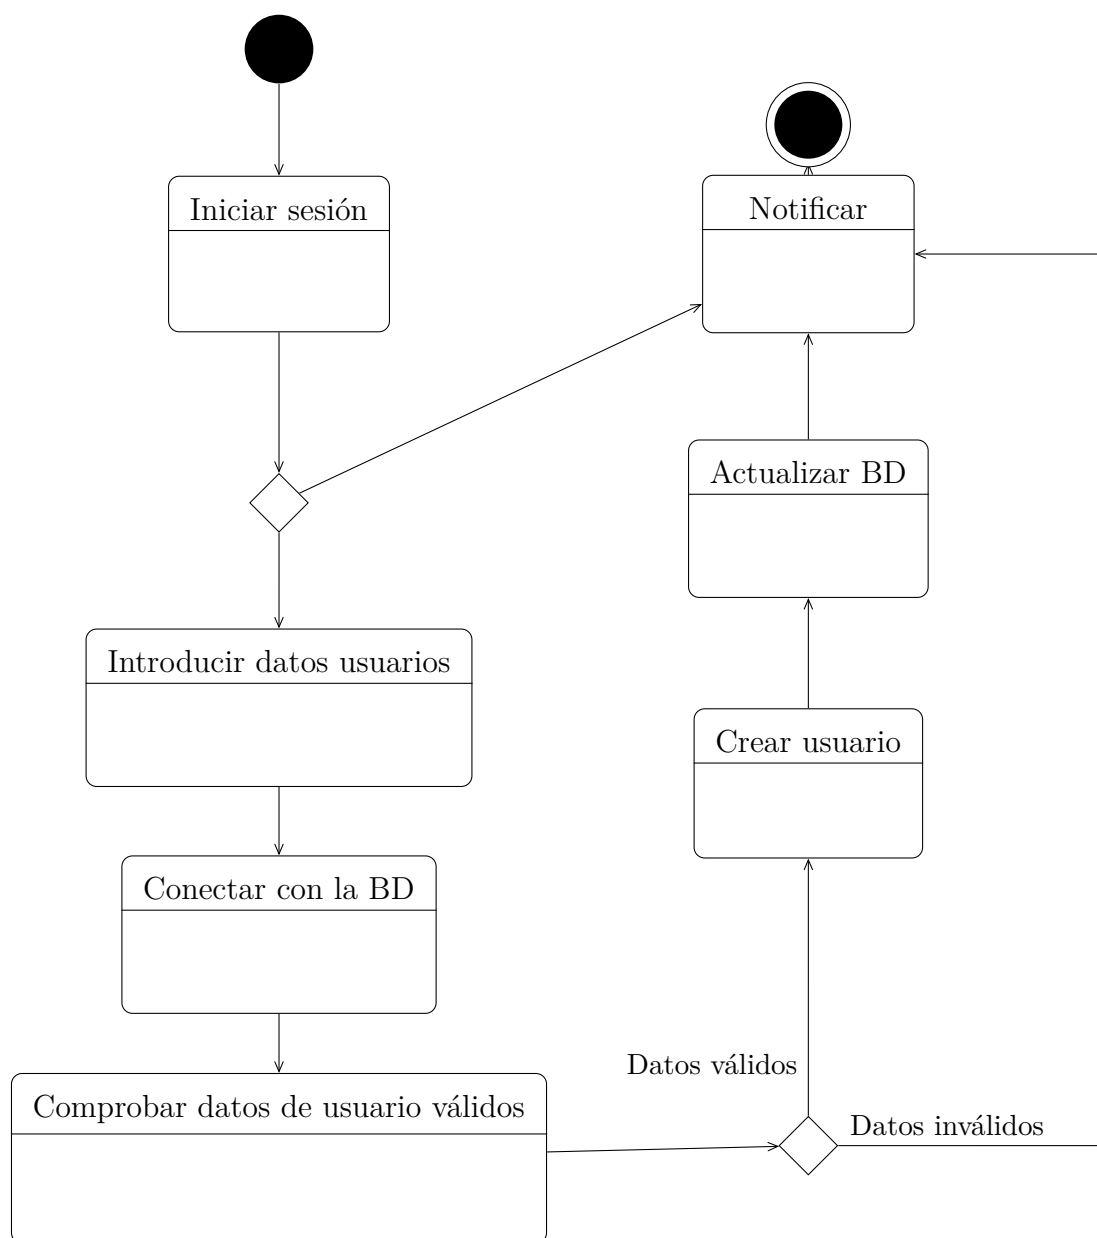 Iniciar sesión
Notificar
Actualizar BD
Introducir datos usuarios
Crear usuario
Conectar con la BD
Datos válidos
Comprobar datos de usuario válidos
Datos inválidos